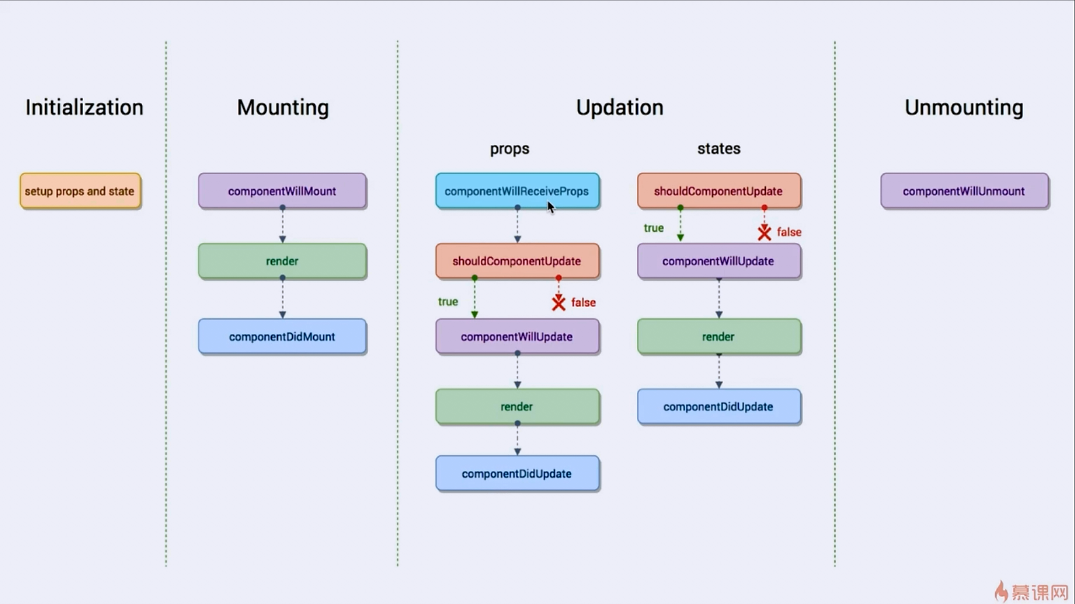 Initialization
Mounting
Updation
Unmounting
props
states
setup props and state
componentWillMount
componentWillReceiveProps
shouldComponentUpdate
componentWillUnmount
true
false
render
shouldComponentUpdate
componentWillUpdate
true
false
componentDidMount
componentWillUpdate
render
render
componentDidUpdate
componentDidUpdate
慕课网